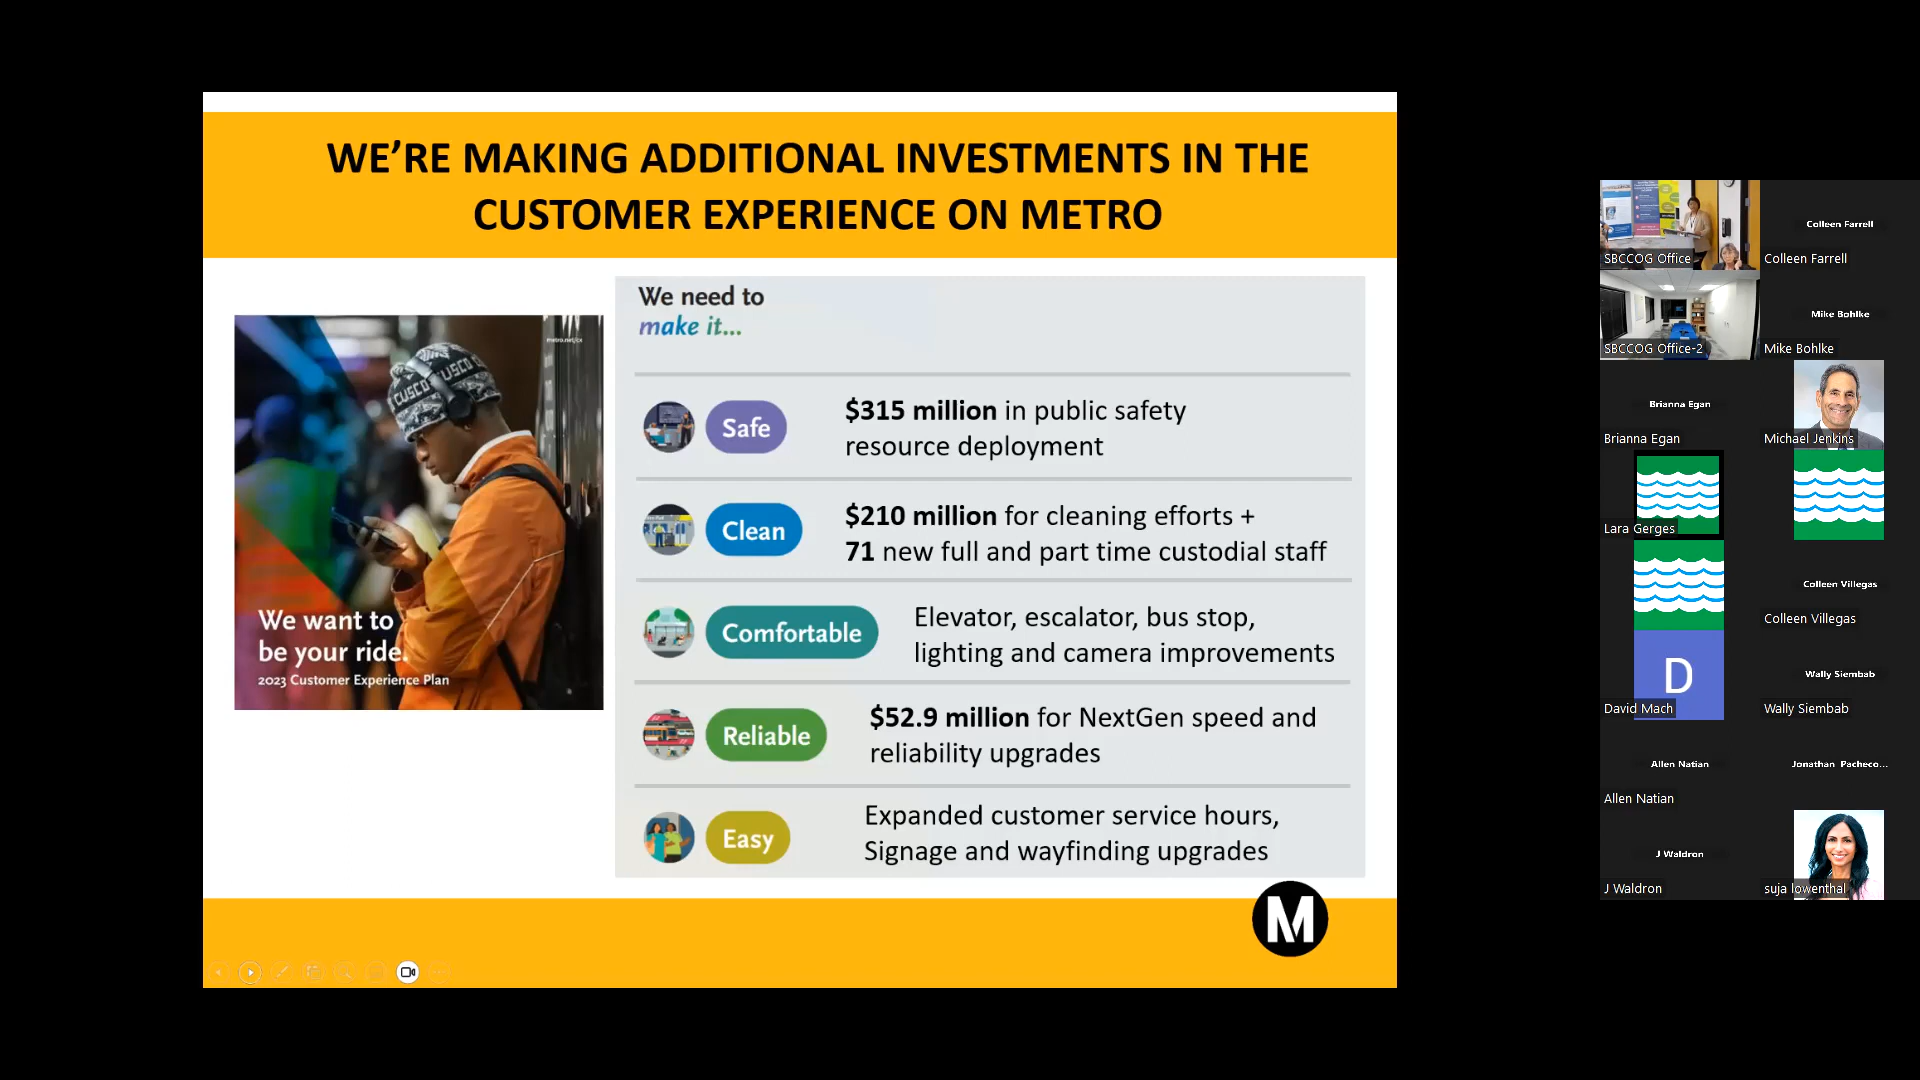 WE’RE MAKING ADDITIONAL INVESTMENTS IN THE
CUSTOMER EXPERIENCE ON METRO
metro.net/cx
CUSCO
CUSCO
We want to
be your ride.
2023 Customer Experience Plan
We need to
make it...
Safe
$315 million in public safety
resource deployment
Clean
$210 million for cleaning efforts +
71 new full and part time custodial staff
Comfortable
Elevator, escalator, bus stop,
lighting and camera improvements
Reliable
$52.9 million for NextGen speed and
reliability upgrades
Easy
Expanded customer service hours,
Signage and wayfinding upgrades
M
SBCCOG Office
Colleen Farrell
Colleen Farrell
SBCCOG Office-2
Mike Bohlke
Mike Bohlke
Brianna Egan
Brianna Egan
Michael Jenkins
Lara Gerges
Colleen Villegas
Colleen Villegas
D
David Mach
Wally Siembab
Wally Siembab
Allen Natian
Allen Natian
Jonathan Pacheco...
J Waldron
J Waldron
suja lowenthal